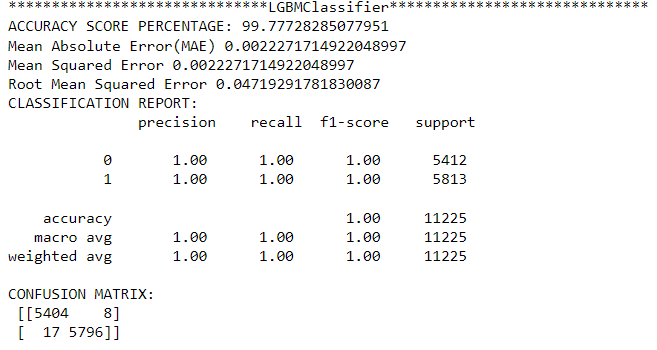 ******************************LGBMClassifier******************************
ACCURACY SCORE PERCENTAGE: 99.77728285077951
Mean Absolute Error(MAE) 0.0022271714922048997
Mean Squared Error 0.0022271714922048997
Root Mean Squared Error 0.04719291781830087
CLASSIFICATION REPORT:
precision recall f1-score support
0 1.00 1.00 1.00 5412
1 1.00 1.00 1.00 5813
accuracy 1.00 11225
macro avg 1.00 1.00 1.00 11225
weighted avg 1.00 1.00 1.00 11225
CONFUSION MATRIX:
[[5404 8]
[ 17 5796]]